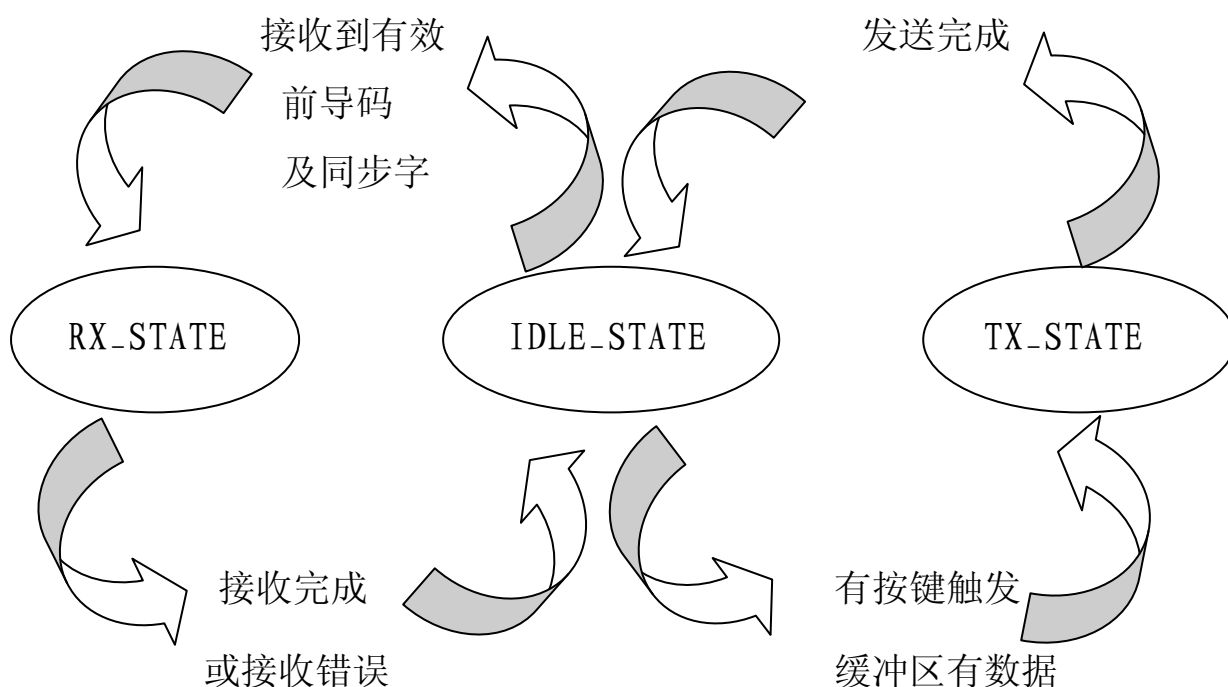 接收到有效
前导码
及同步字
发送完成
RX_STATE
IDLE_STATE
TX_STATE
接收完成
或接收错误
有按键触发
缓冲区有数据